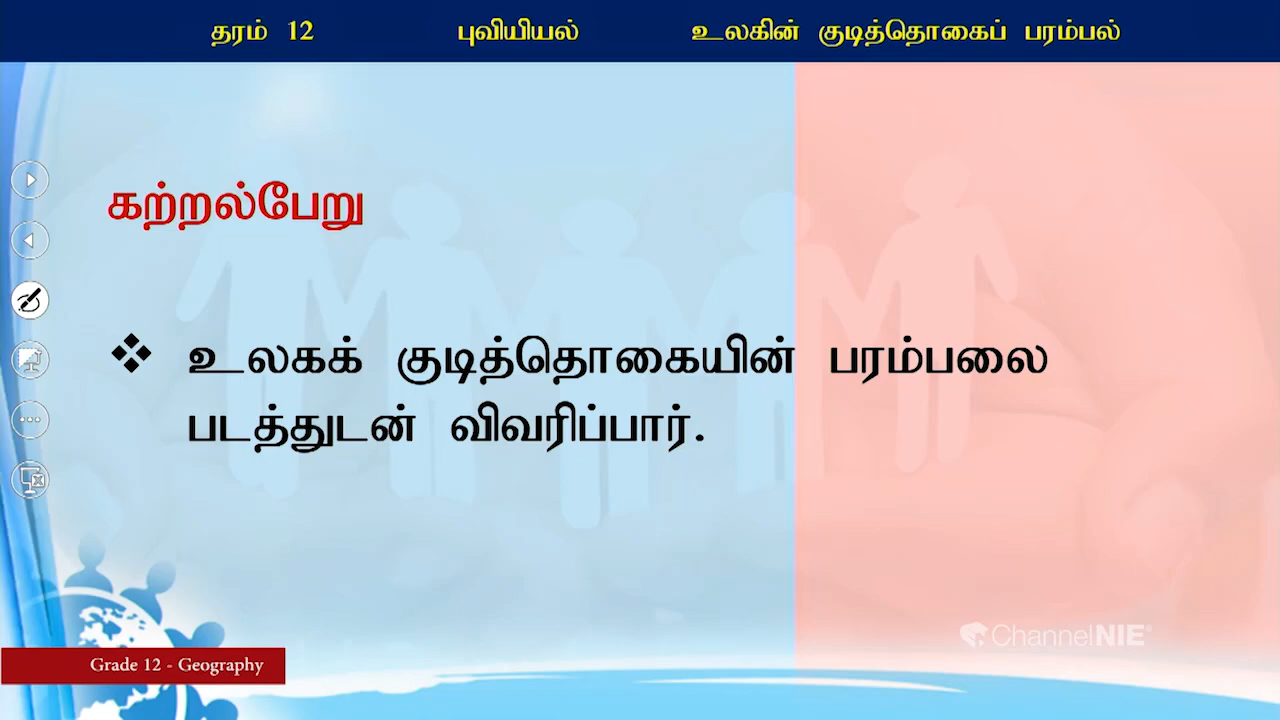 தரம் 12 புவியியல் உலகின் குடித்தொகைப் பரம்பல்
கற்றல்பேறு
❖ உலகக் குடித்தொகையின் பரம்பலை
படத்துடன் விவரிப்பார்.
Grade 12 - Geography
ChannelNIE